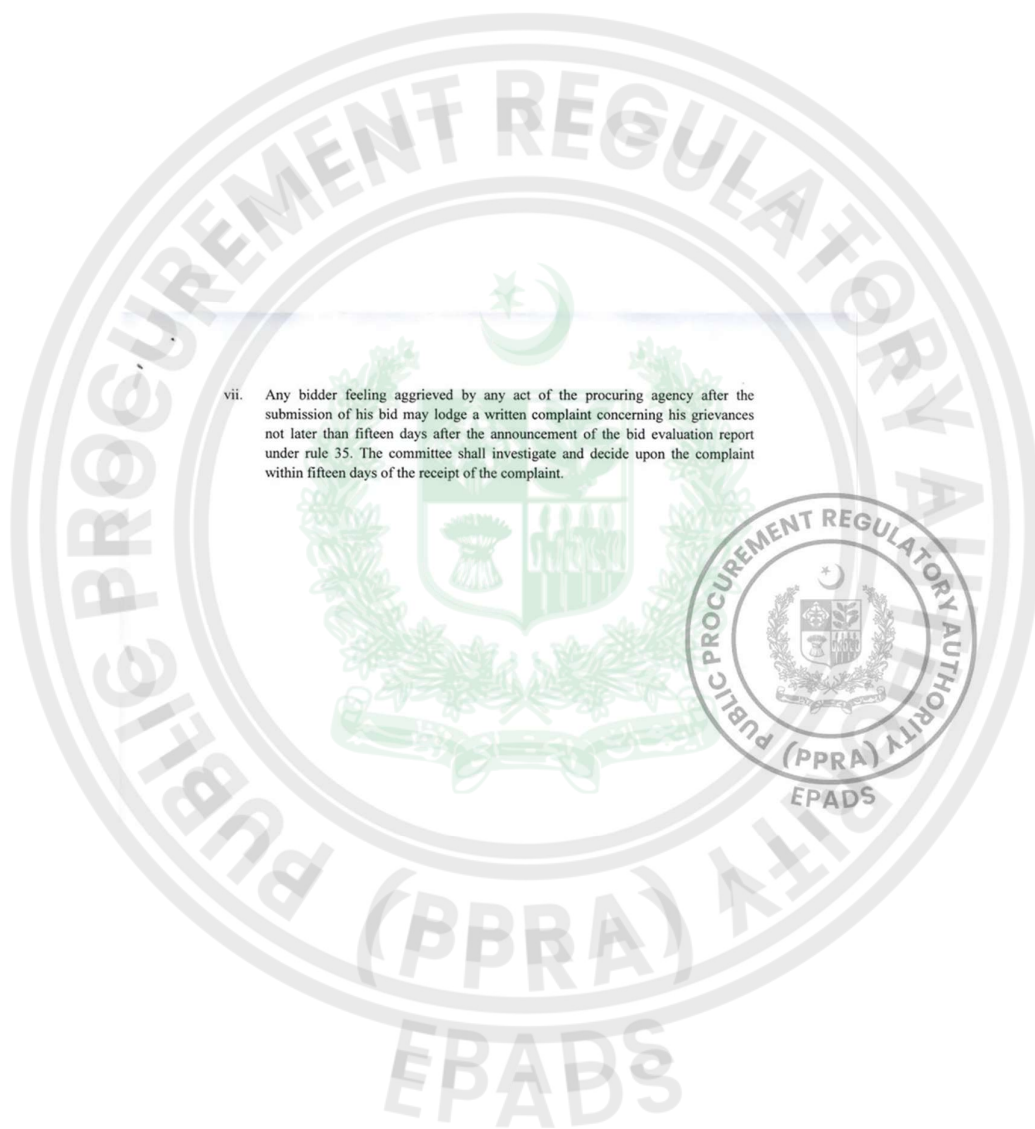 PUBLIC PROCUREMENT REGULATORY AUTHORITY
vii. Any bidder feeling aggrieved by any act of the procuring agency after the
submission of his bid may lodge a written complaint concerning his grievances
not later than fifteen days after the announcement of the bid evaluation report
under rule 35. The committee shall investigate and decide upon the complaint
within fifteen days of the receipt of the complaint.
PUBLIC PROCUREMENT REGULATORY AUTHORITY
(PPRA)
EPADS
(PPRA)
EPADS